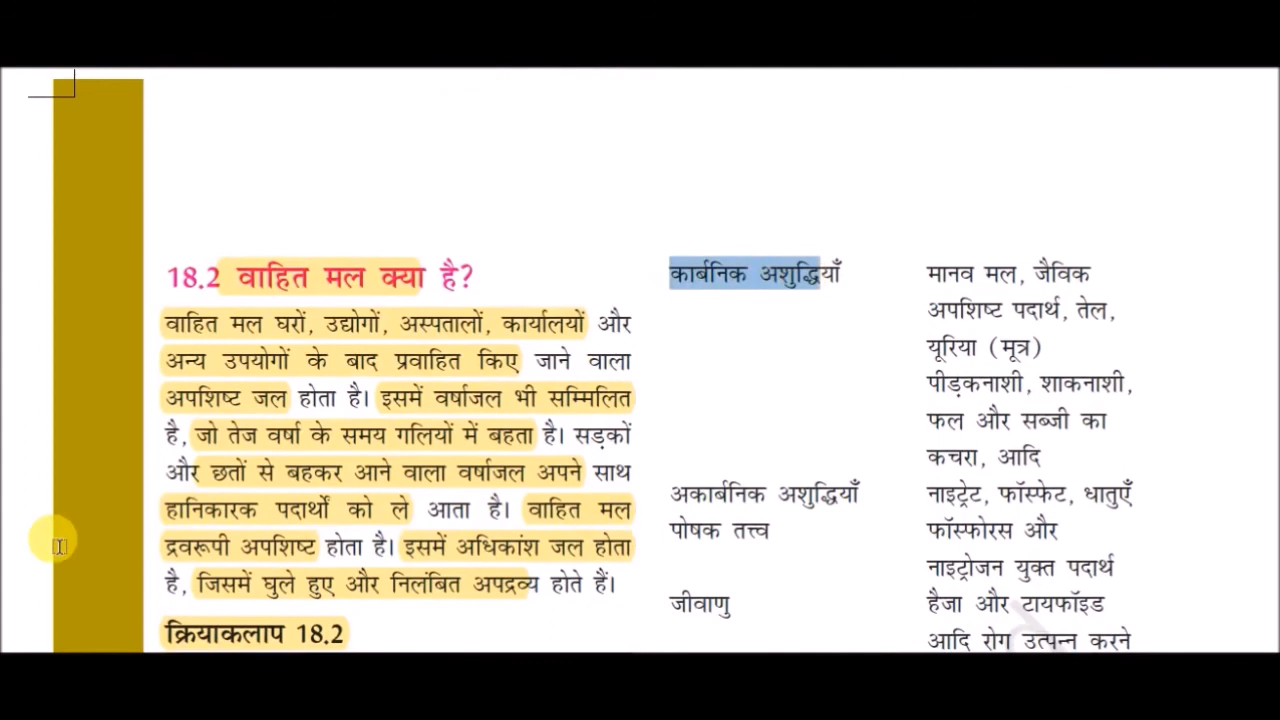 18.2 वाहित मल क्या है?
वाहित मल घरों, उद्योगों, अस्पतालों, कार्यालयों और
अन्य उपयोगों के बाद प्रवाहित किए जाने वाला
अपशिष्ट जल होता है। इसमें वर्षाजल भी सम्मिलित
है, जो तेज वर्षा के समय गलियों में बहता है। सड़कों
और छतों से बहकर आने वाला वर्षाजल अपने साथ
हानिकारक पदार्थों को ले आता है। वाहित मल
द्रवरूपी अपशिष्ट होता है। इसमें अधिकांश जल होता
है, जिसमें घुले हुए और निलंबित अपद्रव्य होते हैं।
क्रियाकलाप 18.2
कार्बनिक अशुद्धियाँ मानव मल, जैविक
अपशिष्ट पदार्थ, तेल,
यूरिया (मूत्र)
पीड़कनाशी, शाकनाशी,
फल और सब्जी का
कचरा, आदि
अकार्बनिक अशुद्धियाँ नाइट्रेट, फॉस्फेट, धातुएँ
पोषक तत्त्व फॉस्फोरस और
नाइट्रोजन युक्त पदार्थ
जीवाणु हैजा और टायफॉइड
आदि रोग उत्पन्न करने